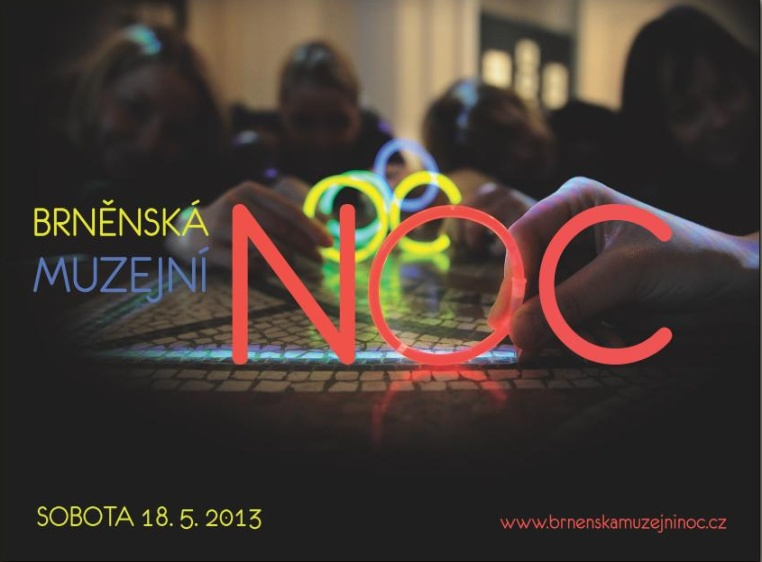 BRNĚNSKÁ
MUZEJNÍ
NOC
SOBOTA 18. 5. 2013
www.brnenskamuzejninoc.cz